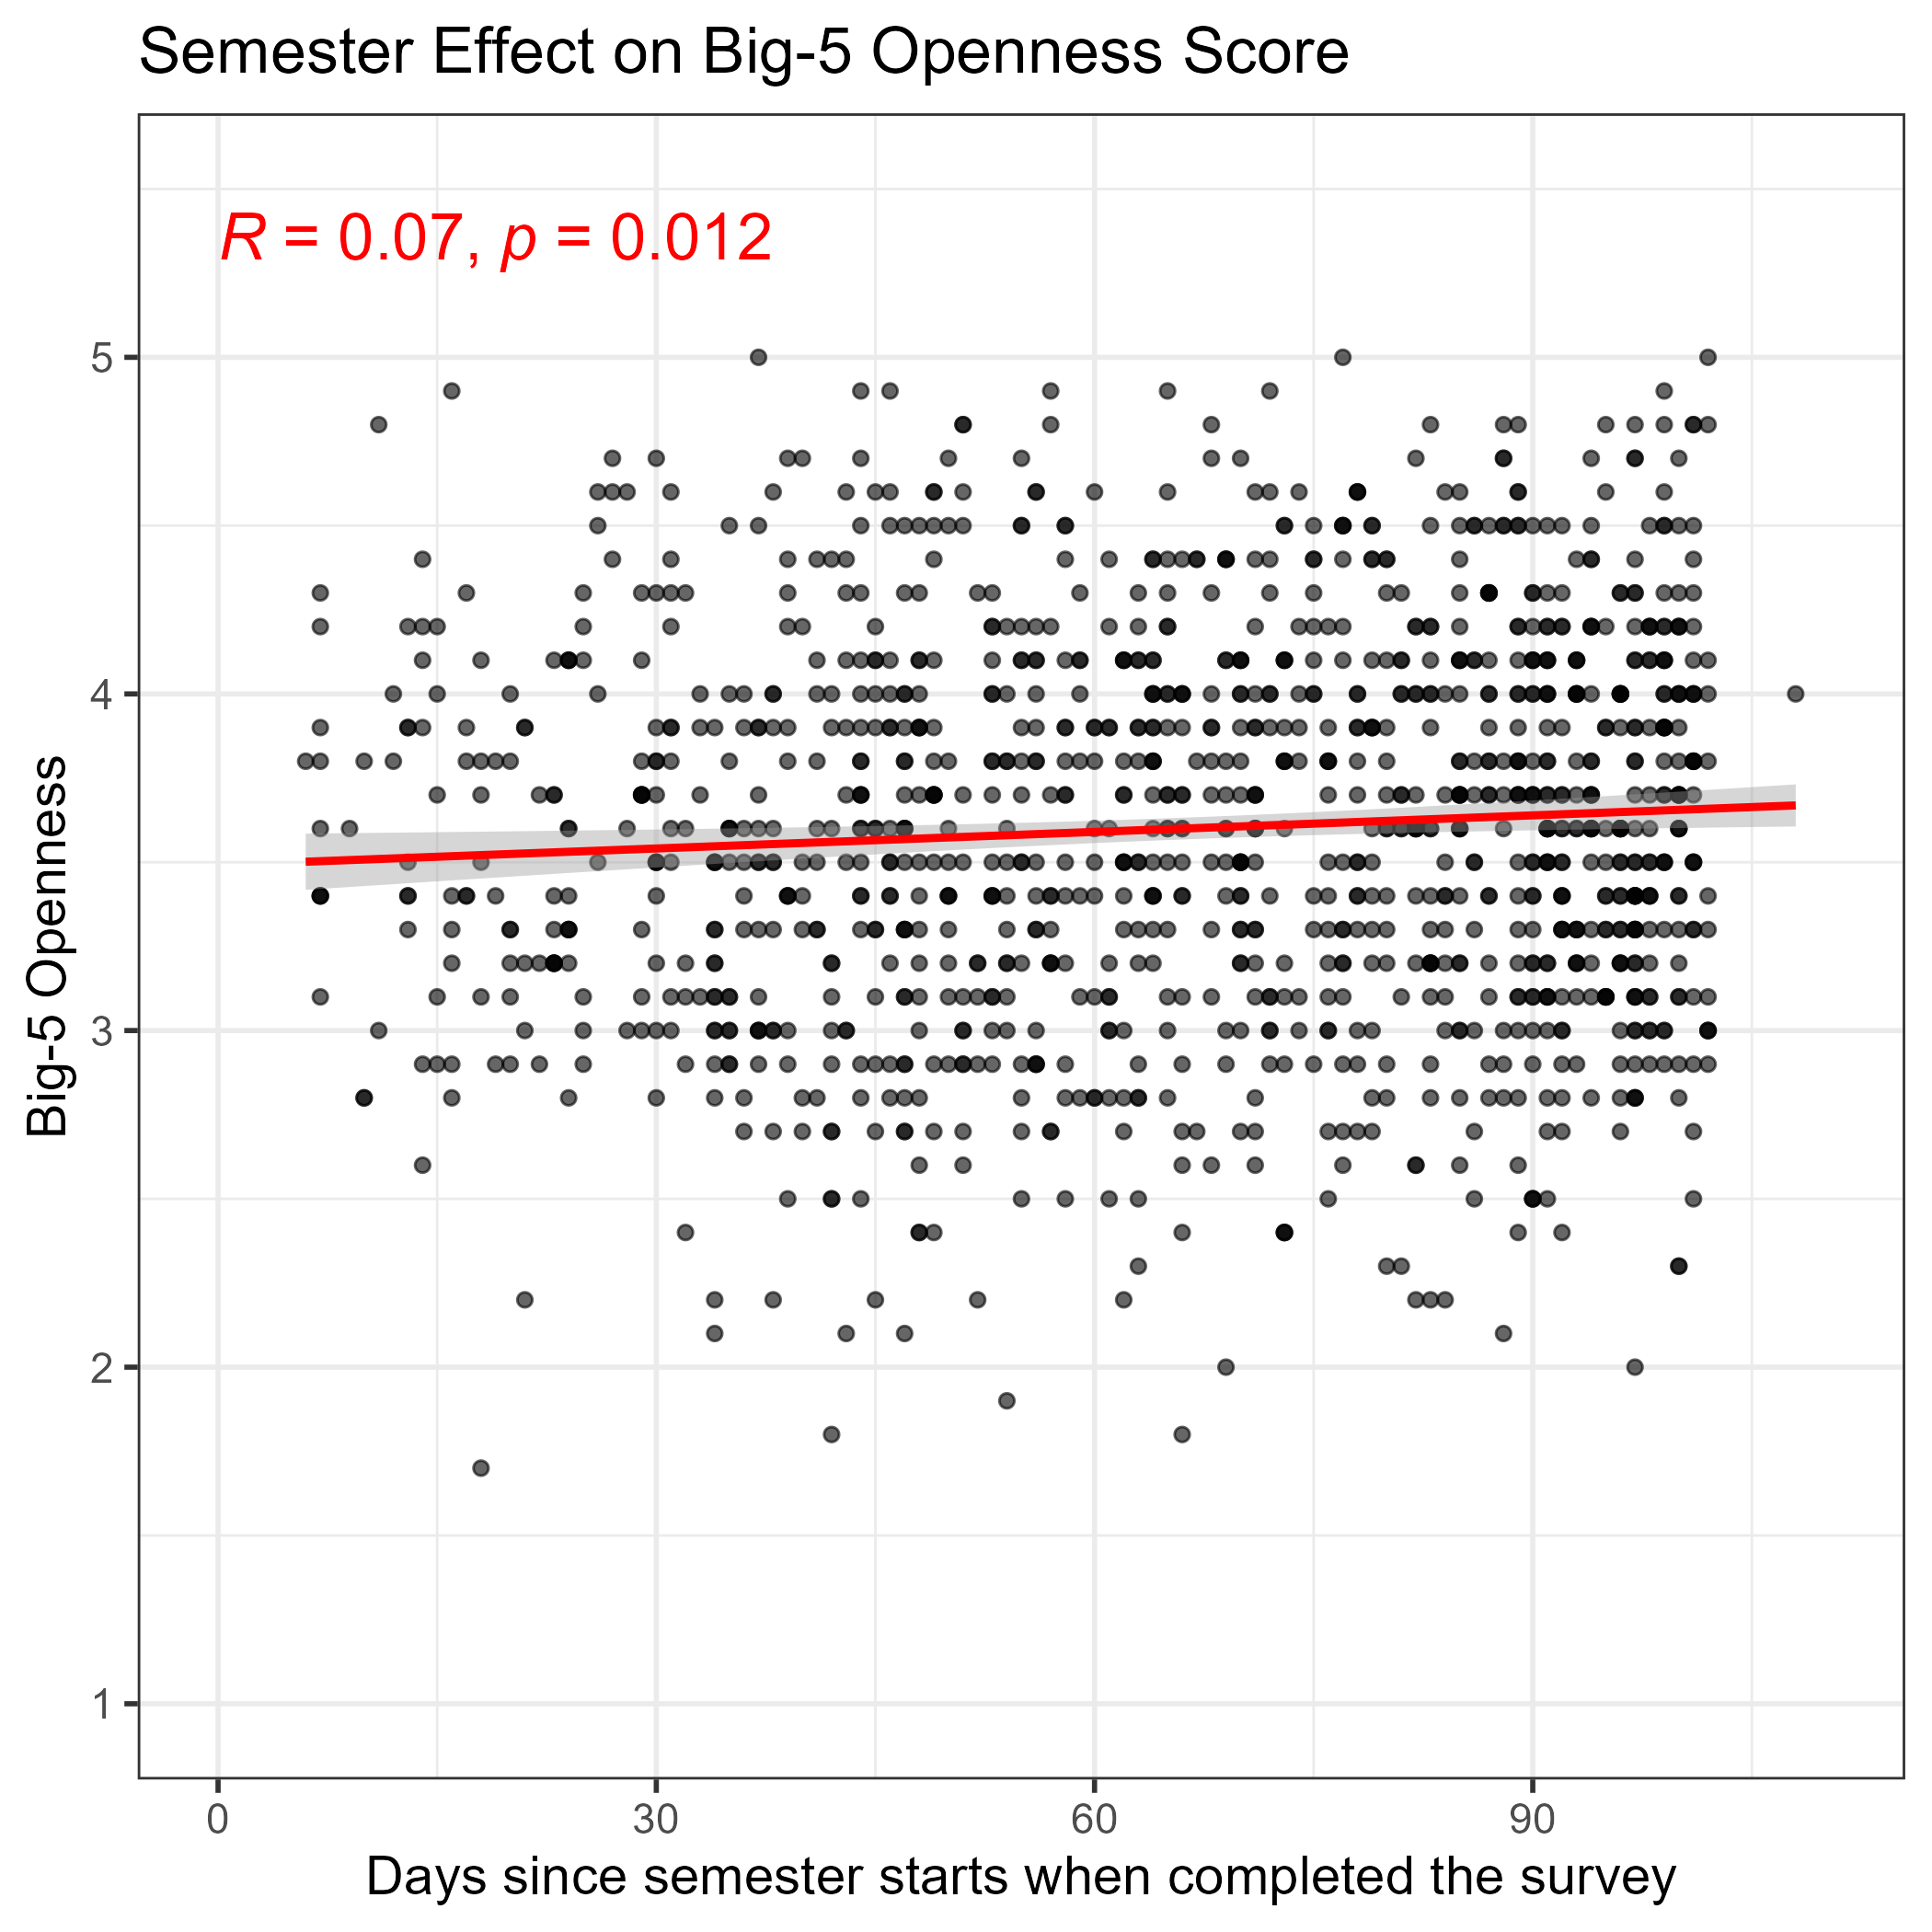 Semester Effect on Big-5 Openness Score
R = 0.07, p = 0.012
5
4
3
2
1
Big-5 Openness
0 30 60 90
Days since semester starts when completed the survey